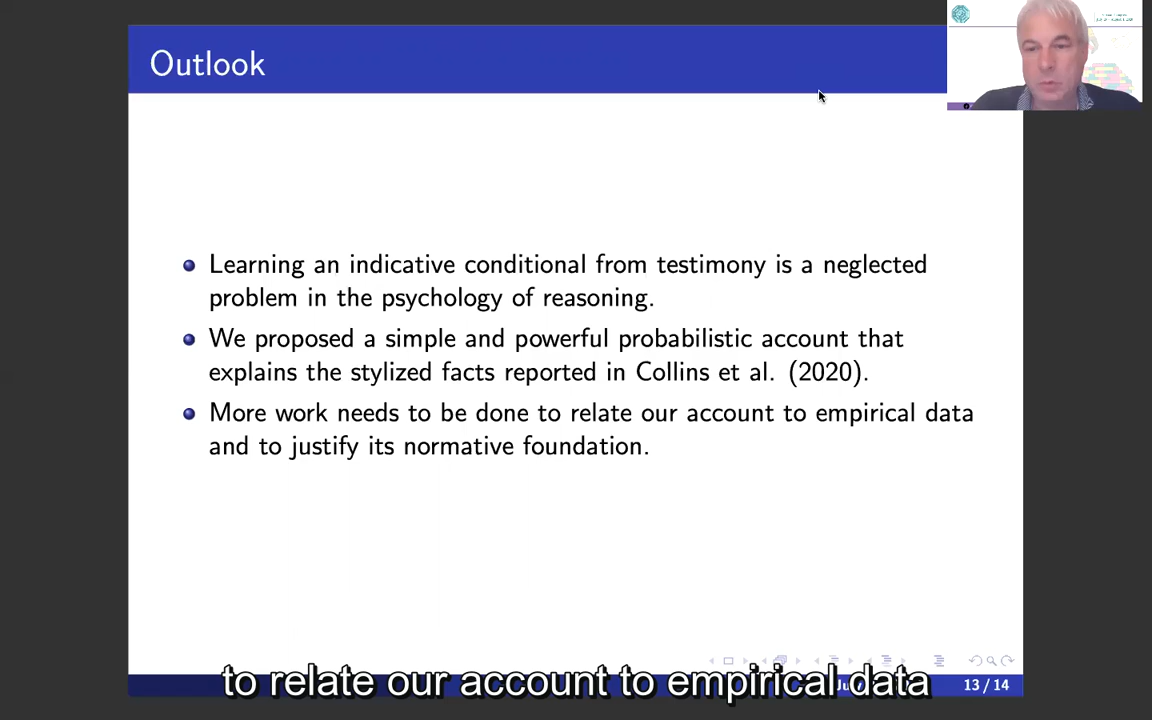 Outlook
Learning an indicative conditional from testimony is a neglected
problem in the psychology of reasoning.
We proposed a simple and powerful probabilistic account that
explains the stylized facts reported in Collins et al. (2020).
More work needs to be done to relate our account to empirical data
and to justify its normative foundation.
to relate our account to empirical data
13 / 14